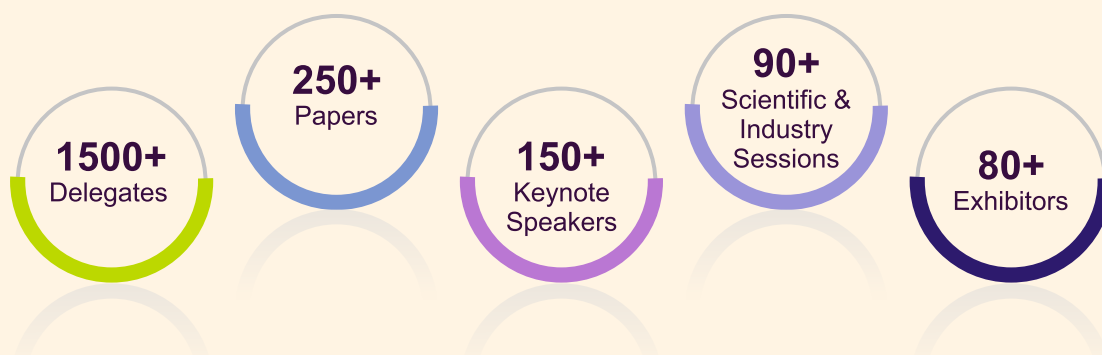 1500+
Delegates
250+
Papers
150+
Keynote
Speakers
90+
Scientific &
Industry
Sessions
80+
Exhibitors